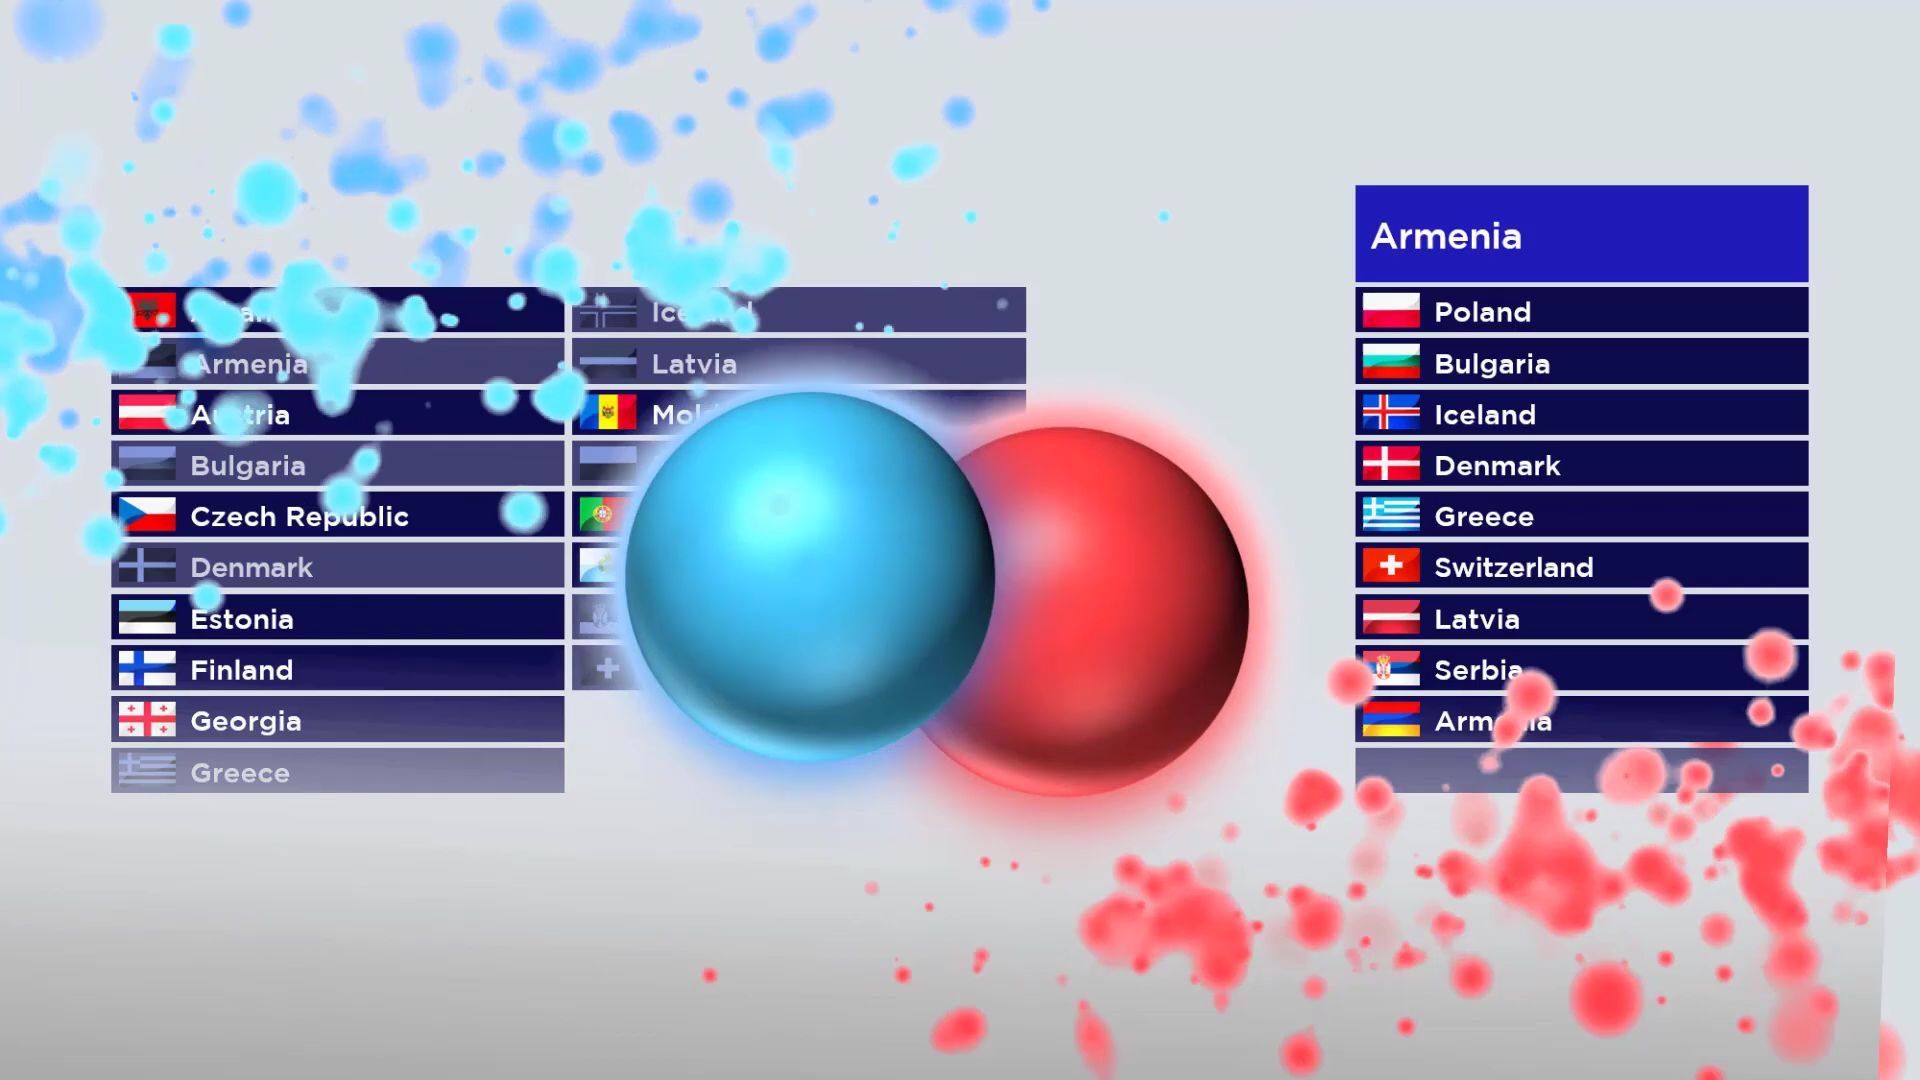 Armenia
Austria
Bulgaria
Czech Republic
Denmark
Estonia
Finland
Georgia
Greece
Latvia
Armenia
Poland
Bulgaria
Iceland
Denmark
Greece
Switzerland
Latvia
Serbia
Armenia